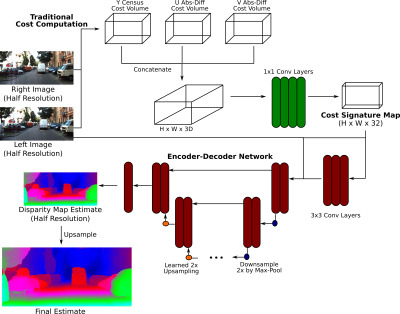 Traditional
Cost Computation
Y Census
Cost Volume
U Abs-Diff
Cost Volume
V Abs-Diff
Cost Volume
Concatenate
Right Image
(Half Resolution)
Left Image
(Half Resolution)
H x W x 3D
1x1 Conv Layers
Cost Signature Map
(H x W x 32)
Encoder-Decoder Network
3x3 Conv Layers
Disparity Map Estimate
(Half Resolution)
Upsample
Learned 2x
Upsampling
Downsample
2x by Max-Pool
Final Estimate